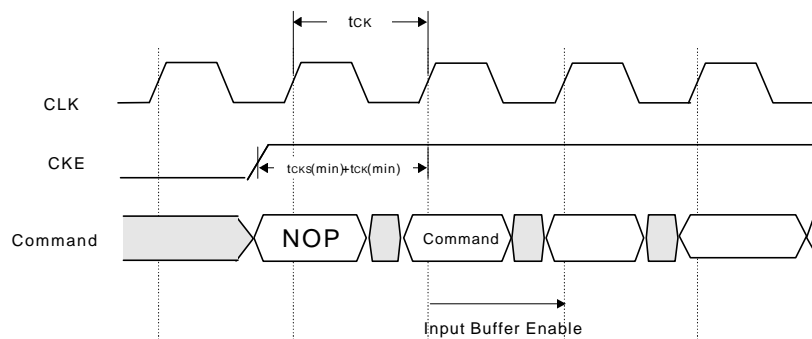 tCK
CLK
CKE
tCKS(min)+tCK(min)
Command
NOP
Command
Input Buffer Enable